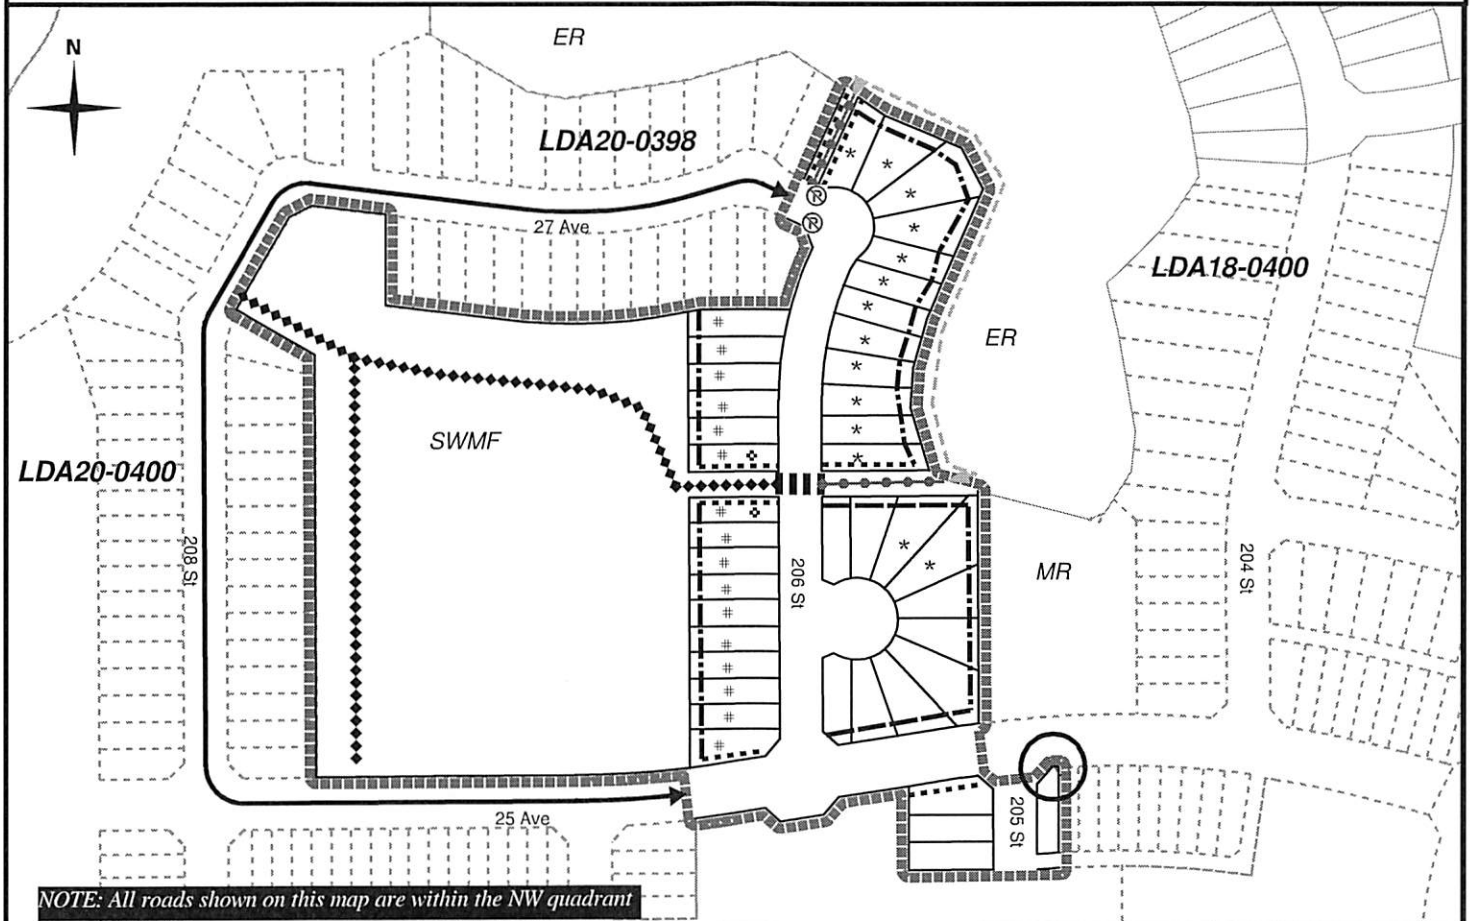 ER
N
LDA20-0398
27 Ave
LDA18-0400
ER
SWMF
LDA20-0400
208 St
206 St
MR
204 St
25 Ave
205 St
NOTE: All roads shown on this map are within the NW quadrant